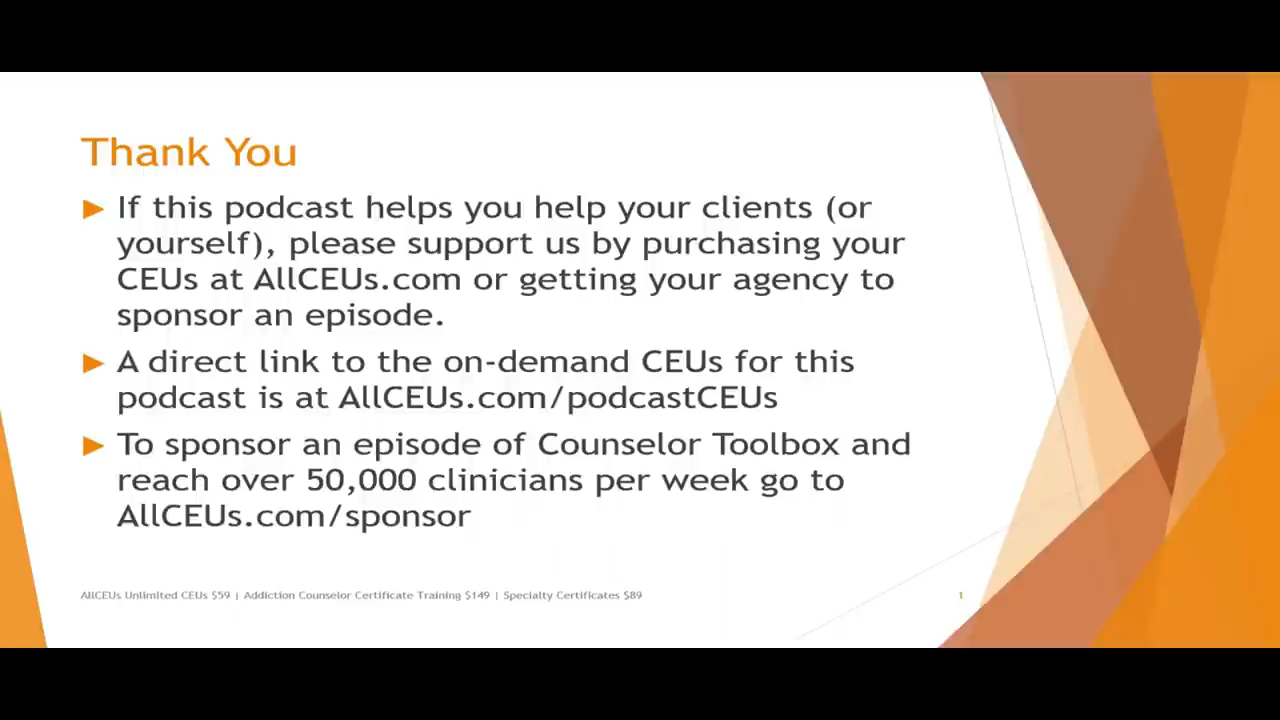 Thank You
If this podcast helps you help your clients (or
yourself), please support us by purchasing your
CEUs at AllCEUs.com or getting your agency to
sponsor an episode.
A direct link to the on-demand CEUs for this
podcast is at AllCEUs.com/podcastCEUs
To sponsor an episode of Counselor Toolbox and
reach over 50,000 clinicians per week go to
AllCEUs.com/sponsor
AllCEUs Unlimited CEUs $59 | Addiction Counselor Certificate Training $149 | Specialty Certificates $89
1